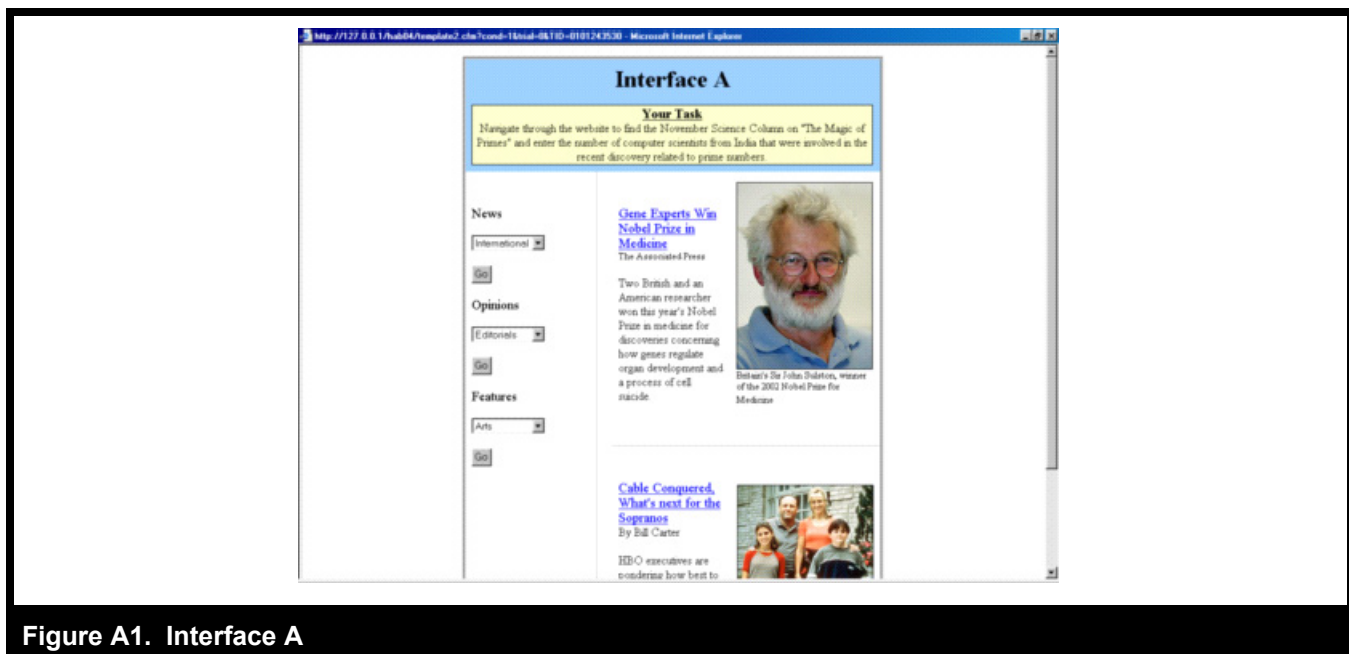 http://127.0.0.1/hab04/template2.cfm?cond=1&trial=0&TID=0101243530 - Microsoft Internet Explorer
Interface A
Your Task
Navigate through the website to find the November Science Column on "The Magic of
Primes" and enter the number of computer scientists from India that were involved in the
recent discovery related to prime numbers.
News
International
Go
Opinions
Editorials
Go
Features
Arts
Go
Gene Experts Win
Nobel Prize in
Medicine
The Associated Press
Two British and an
American researcher
won this year's Nobel
Prize in medicine for
discoveries concerning
how genes regulate
organ development and
a process of cell
suicide.
Britain's Sir John Sulston, winner
of the 2002 Nobel Prize for
Medicine
Cable Conquered,
What's next for the
Sopranos
By Bill Carter
HBO executives are
pondering how best to
Figure A1. Interface A